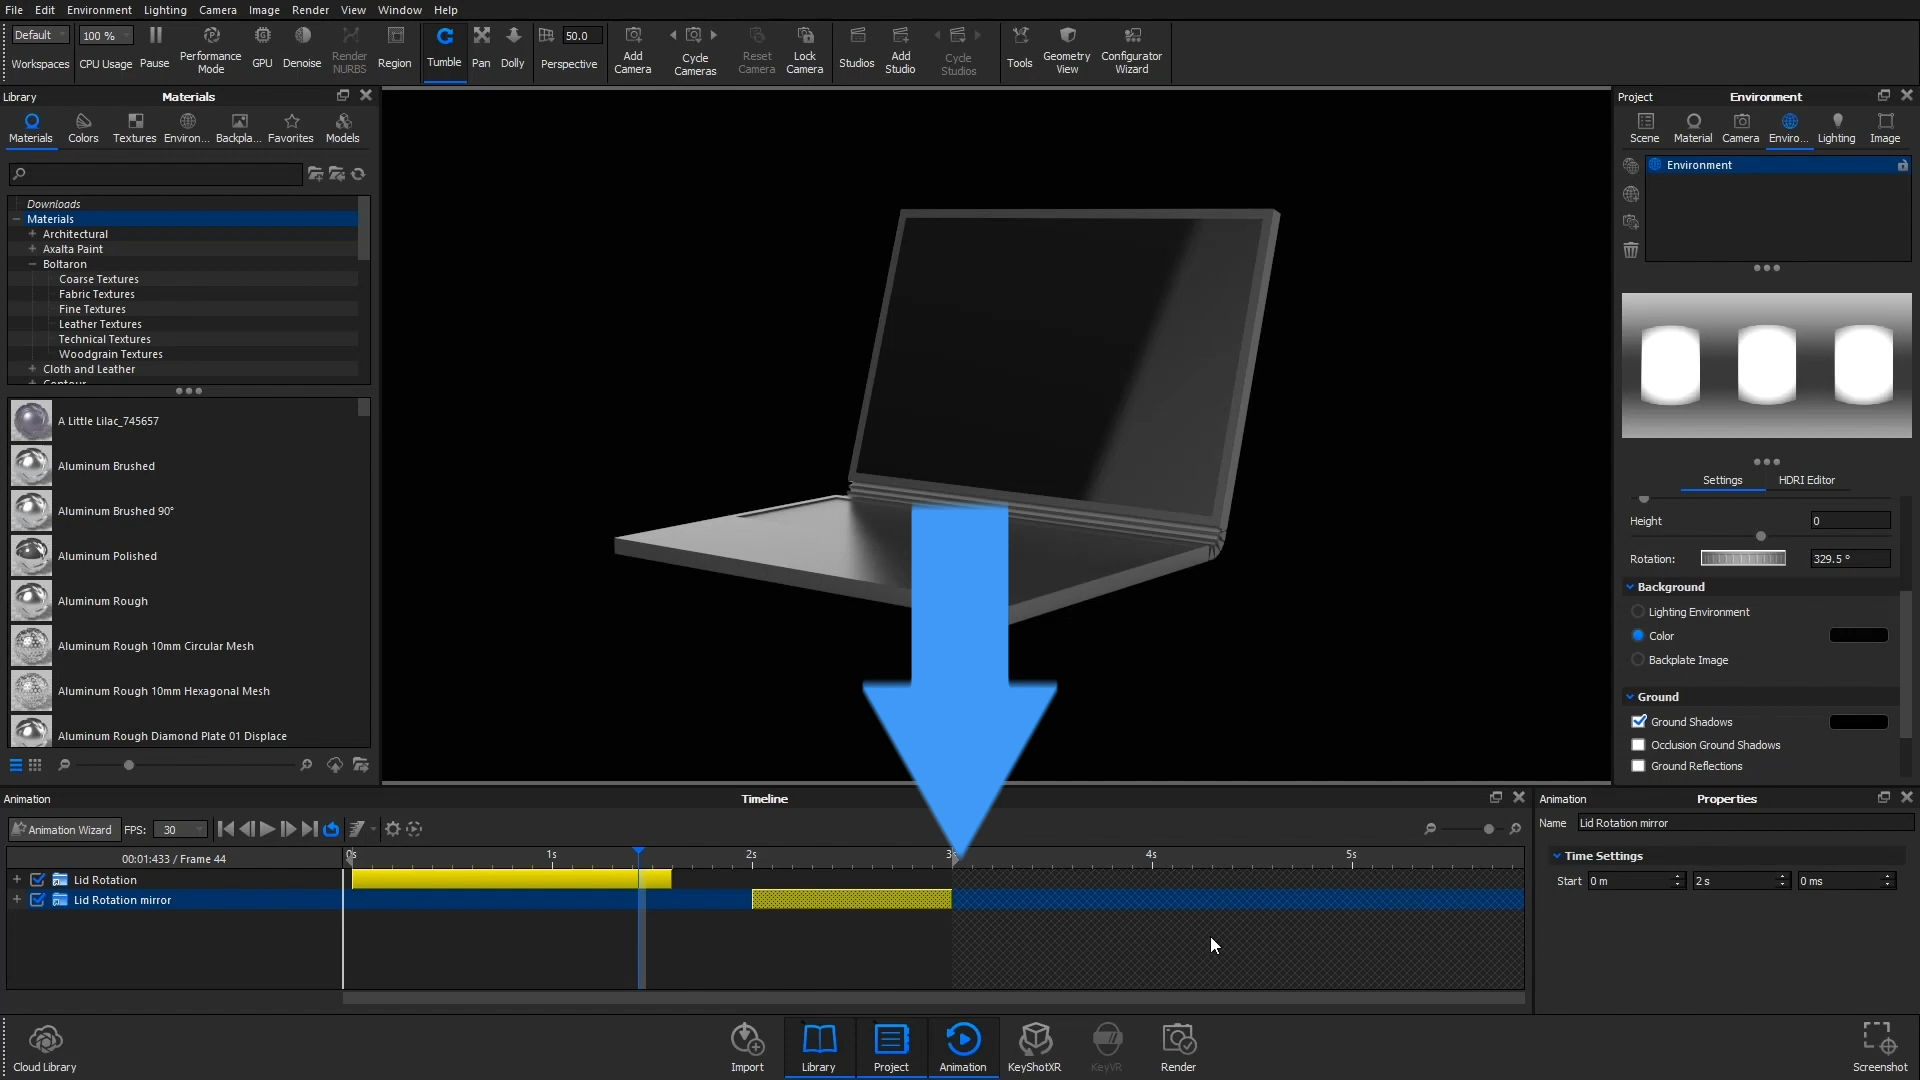 File Edit Environment Lighting Camera Image Render View Window Help
Default 100 % 50.0
Workspaces CPU Usage Pause Performance Mode GPU Denoise Render NURBS Region Tumble Pan Dolly Perspective Add Camera Cycle Cameras Reset Camera Lock Camera Studios Add Studio Cycle Studios Tools Geometry View Configurator Wizard
Library Materials
Materials Colors Textures Environ... Backpla... Favorites Models
Downloads
Materials
Architectural
Axalta Paint
Boltaron
Coarse Textures
Fabric Textures
Fine Textures
Leather Textures
Technical Textures
Woodgrain Textures
Cloth and Leather
Contour
A Little Lilac_745657
Aluminum Brushed
Aluminum Brushed 90°
Aluminum Polished
Aluminum Rough
Aluminum Rough 10mm Circular Mesh
Aluminum Rough 10mm Hexagonal Mesh
Aluminum Rough Diamond Plate 01 Displace
Project Environment
Scene Material Camera Enviro... Lighting Image
Environment
Settings HDRI Editor
Height 0
Rotation: 329.5 °
Background
Lighting Environment
Color
Backplate Image
Ground
Ground Shadows
Occlusion Ground Shadows
Ground Reflections
Animation Timeline
Animation Wizard FPS: 30
00:01:433 / Frame 44 0s 1s 2s 3s 4s 5s
Lid Rotation
Lid Rotation mirror
Animation Properties
Name Lid Rotation mirror
Time Settings
Start 0 m 2 s 0 ms
Cloud Library Import Library Project Animation KeyShotXR KeyVR Render Screenshot